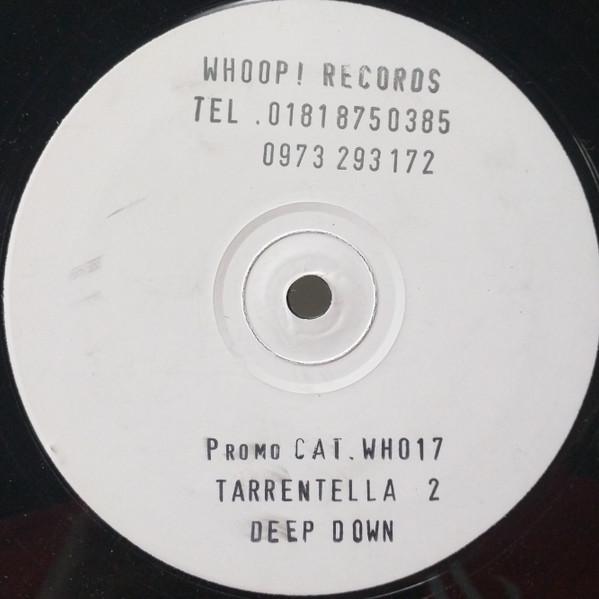 WHOOP! RECORDS
TEL .01818750385
0973 293172
PROMO CAT. WH017
TARRENTELLA 2
DEEP DOWN